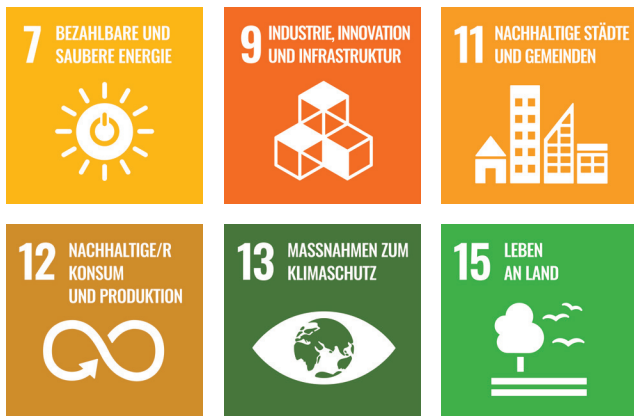 7 BEZAHLBARE UND
SAUBERE ENERGIE
9 INDUSTRIE, INNOVATION
UND INFRASTRUKTUR
11 NACHHALTIGE STÄDTE
UND GEMEINDEN
12 NACHHALTIGE/R
KONSUM
UND PRODUKTION
13 MASSNAHMEN ZUM
KLIMASCHUTZ
15 LEBEN
AN LAND